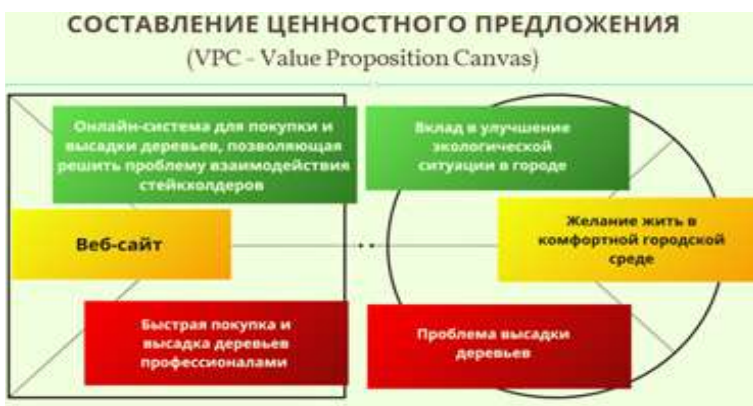 СОСТАВЛЕНИЕ ЦЕННОСТНОГО ПРЕДЛОЖЕНИЯ
(VPC - Value Proposition Canvas)
Онлайн-система для покупки и
высадки деревьев, позволяющая
решить проблему взаимодействия
стейкхолдеров
Вклад в улучшение
экологической
ситуации в городе
Веб-сайт
Желание жить в
комфортной городской
среде
Быстрая покупка и
высадка деревьев
профессионалами
Проблема высадки
деревьев